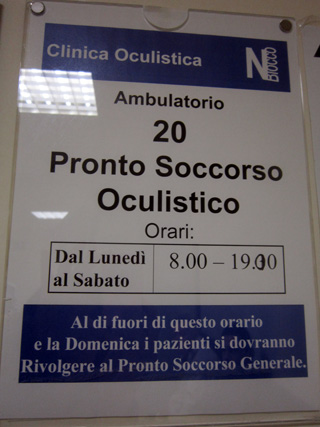 Clinica Oculistica
N BLOCCO
Ambulatorio
20
Pronto Soccorso
Oculistico
Orari:
Dal Lunedì 8.00 – 19.00
al Sabato
Al di fuori di questo orario
e la Domenica i pazienti si dovranno
Rivolgere al Pronto Soccorso Generale.